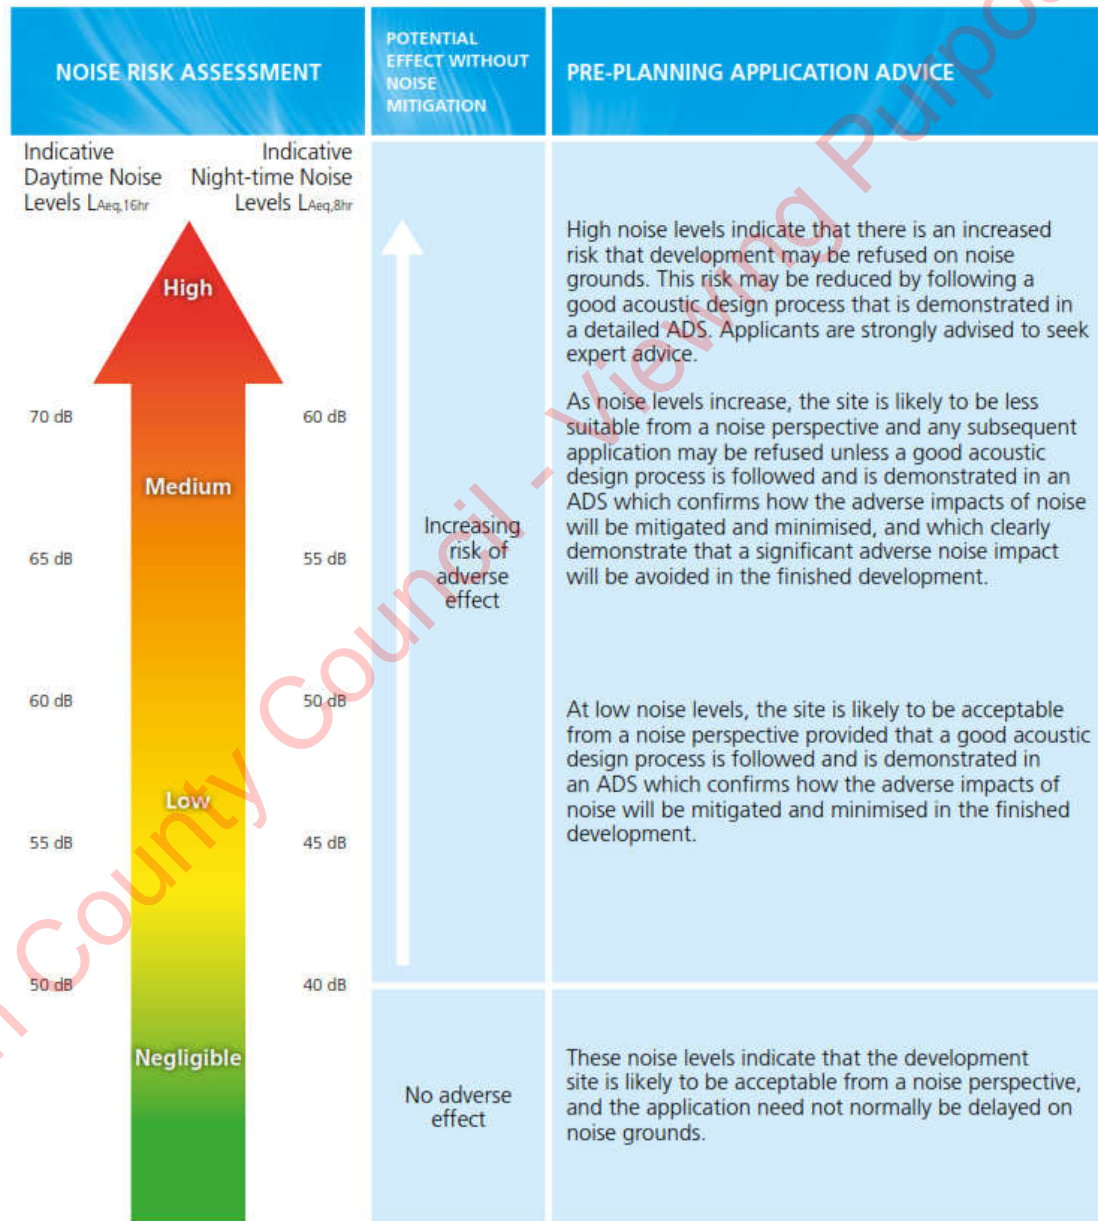 NOISE RISK ASSESSMENT
POTENTIAL
EFFECT WITHOUT
NOISE
MITIGATION
PRE-PLANNING APPLICATION ADVICE
Indicative
Daytime Noise
Levels LAeq,16hr
Indicative
Night-time Noise
Levels LAeq,8hr
High
70 dB
60 dB
Medium
65 dB
55 dB
60 dB
50 dB
Low
55 dB
45 dB
50 dB
40 dB
Negligible
Increasing
risk of
adverse
effect
No adverse
effect
High noise levels indicate that there is an increased
risk that development may be refused on noise
grounds. This risk may be reduced by following a
good acoustic design process that is demonstrated in
a detailed ADS. Applicants are strongly advised to seek
expert advice.
As noise levels increase, the site is likely to be less
suitable from a noise perspective and any subsequent
application may be refused unless a good acoustic
design process is followed and is demonstrated in an
ADS which confirms how the adverse impacts of noise
will be mitigated and minimised, and which clearly
demonstrate that a significant adverse noise impact
will be avoided in the finished development.
At low noise levels, the site is likely to be acceptable
from a noise perspective provided that a good acoustic
design process is followed and is demonstrated in
an ADS which confirms how the adverse impacts of
noise will be mitigated and minimised in the finished
development.
These noise levels indicate that the development
site is likely to be acceptable from a noise perspective,
and the application need not normally be delayed on
noise grounds.
County Council - Viewing